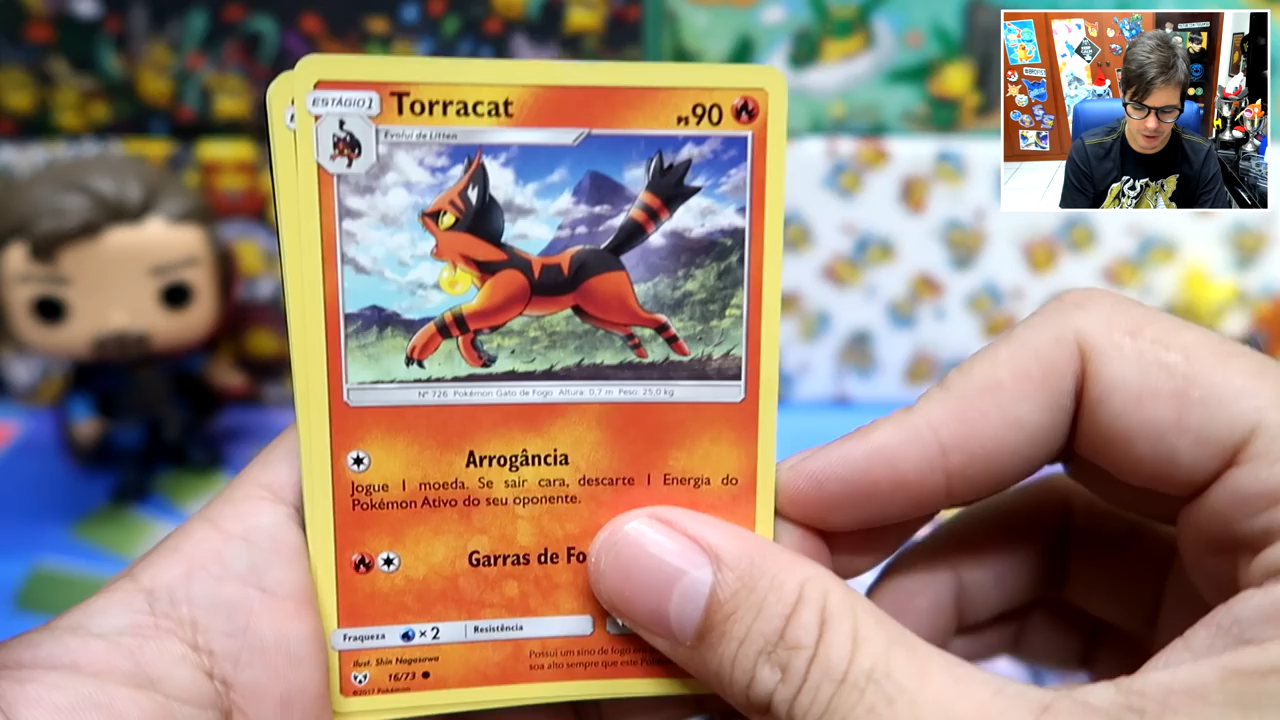 ESTÁGIO 1
Torracat
PS 90
Evolui de Litten
Nº 726 Pokémon Gato de Fogo Altura: 0,7 m Peso: 25,0 kg
Arrogância
Jogue 1 moeda. Se sair cara, descarte 1 Energia do
Pokémon Ativo do seu oponente.
Garras de Fo
Fraqueza ×2 Resistência
Ilust. Shin Nagasawa
Possui um sino de fogo
16/73
soa alto sempre que este
©2017 Pokémon